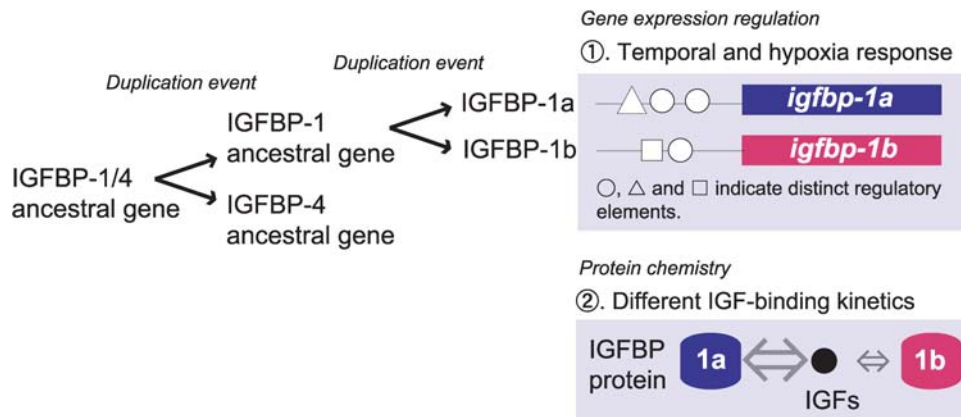 Gene expression regulation
①. Temporal and hypoxia response
Duplication event
Duplication event
IGFBP-1a
IGFBP-1b
IGFBP-1
ancestral gene
IGFBP-1/4
ancestral gene
IGFBP-4
ancestral gene
igfbp-1a
igfbp-1b
○, △ and □ indicate distinct regulatory
elements.
Protein chemistry
②. Different IGF-binding kinetics
IGFBP
protein
1a
1b
IGFs